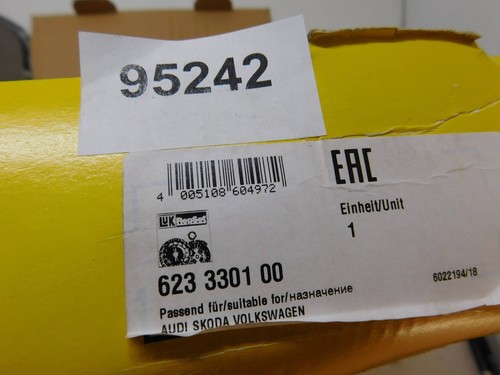 95242
4 005108 604972
EAC
LUK RepSet
Einheit/Unit
1
623 3301 00
6022194/18
Passend für/suitable for/назначение
AUDI SKODA VOLKSWAGEN